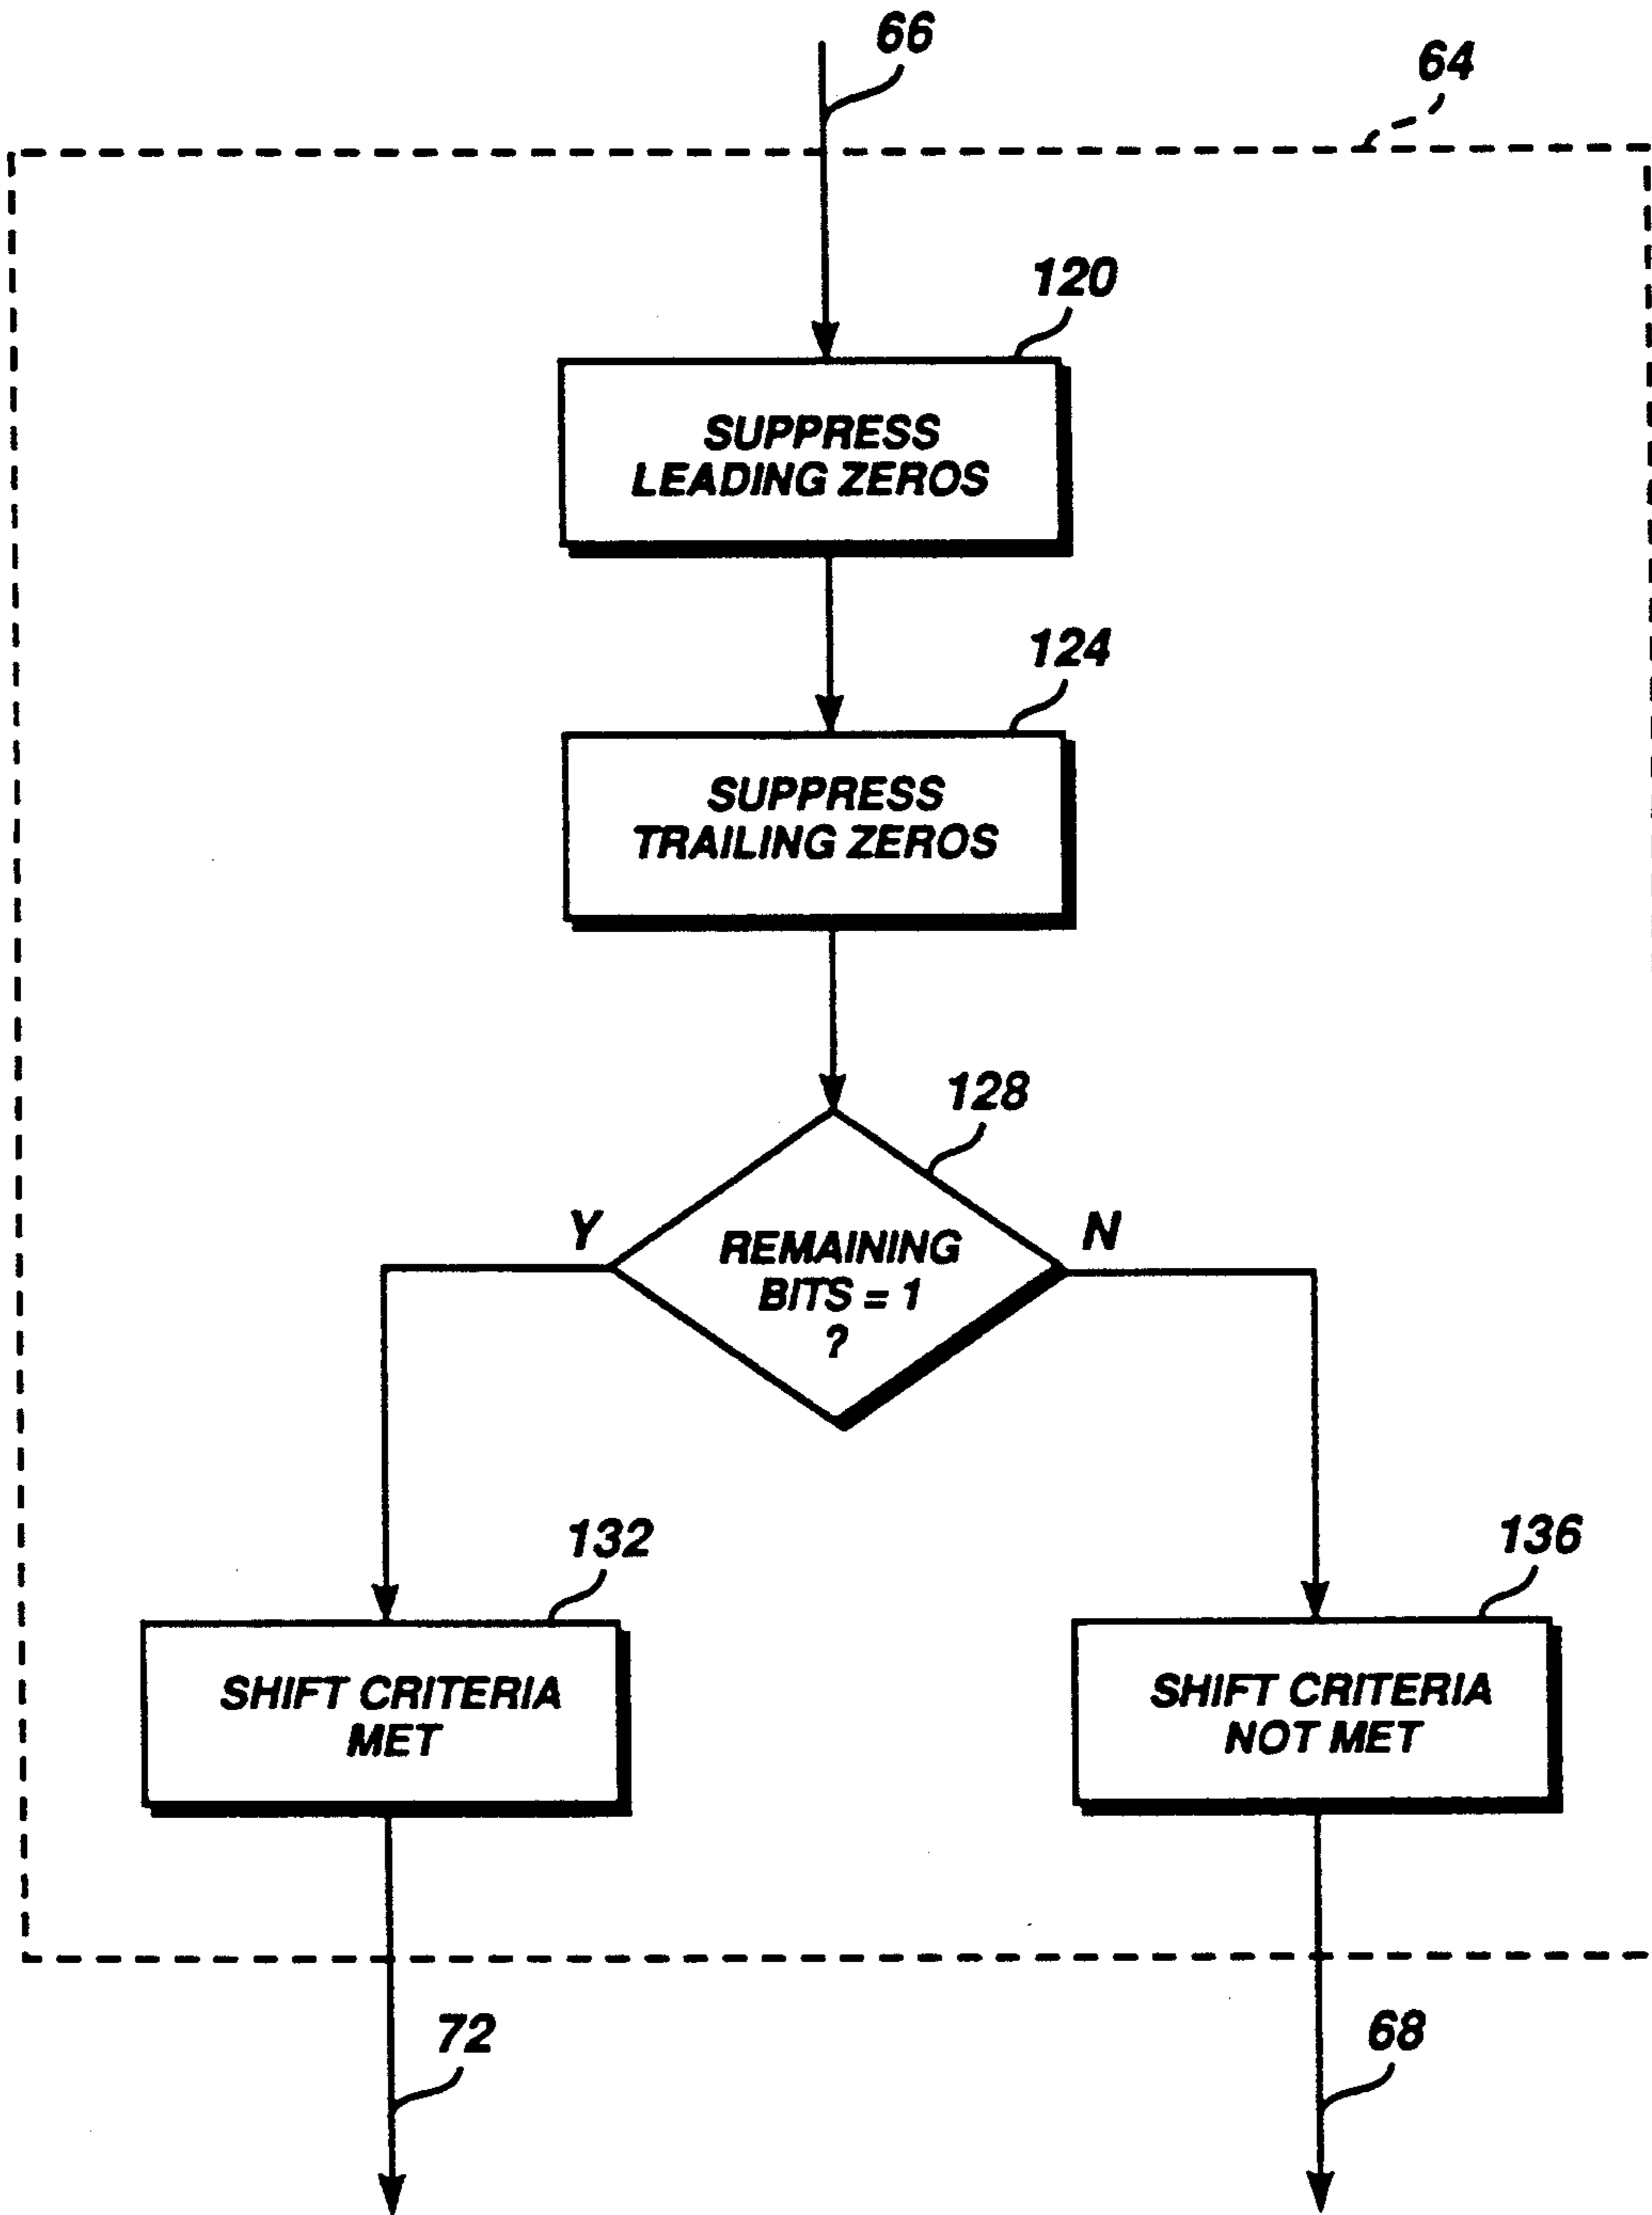 66
64
120
SUPPRESS
LEADING ZEROS
124
SUPPRESS
TRAILING ZEROS
128
Y
N
REMAINING
BITS = 1
?
132
136
SHIFT CRITERIA
MET
SHIFT CRITERIA
NOT MET
72
68